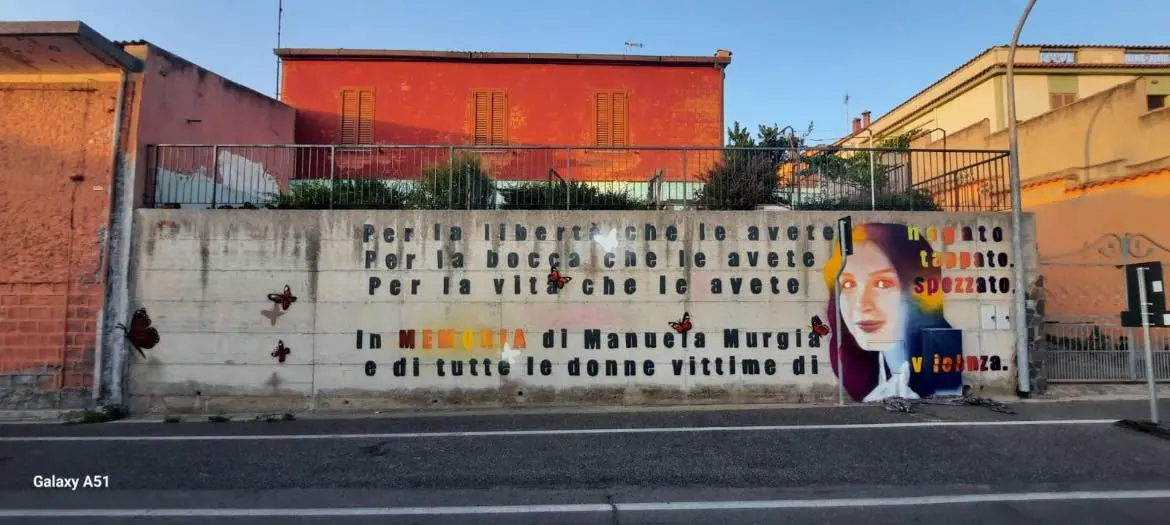 Per la libertà che le avete negato
Per la bocca che le avete tappato.
Per la vita che le avete spezzato.
In MEMORIA di Manuela Murgia
e di tutte le donne vittime di violenza.
Galaxy A51